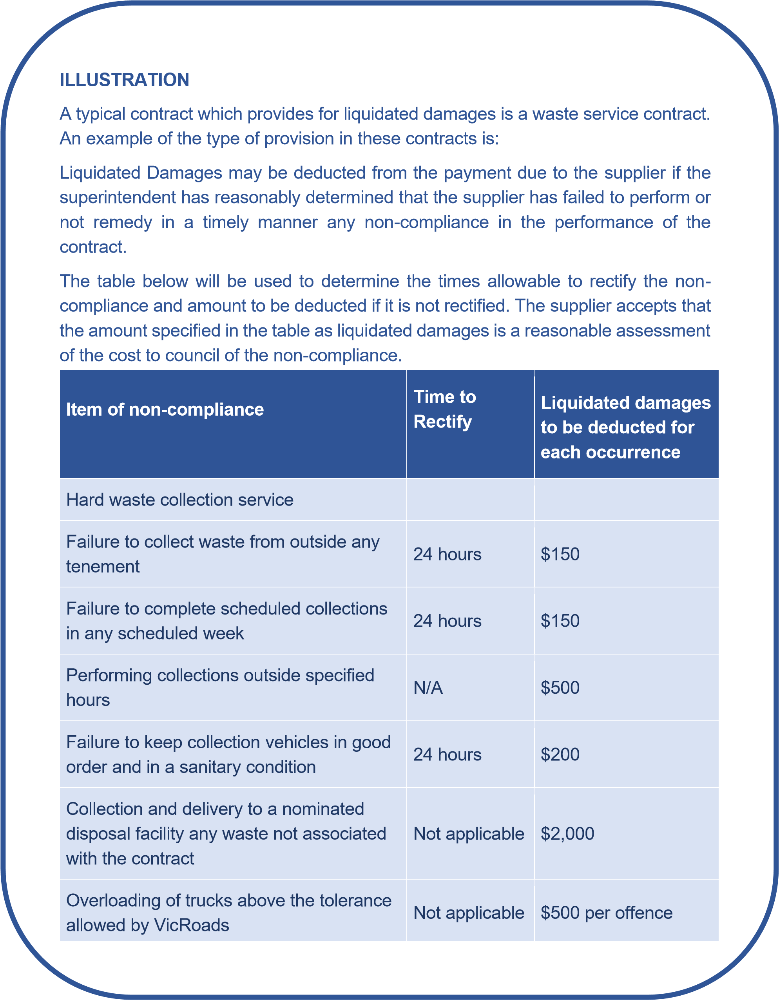 ILLUSTRATION
A typical contract which provides for liquidated damages is a waste service contract.
An example of the type of provision in these contracts is:
Liquidated Damages may be deducted from the payment due to the supplier if the
superintendent has reasonably determined that the supplier has failed to perform or
not remedy in a timely manner any non-compliance in the performance of the
contract.
The table below will be used to determine the times allowable to rectify the non-
compliance and amount to be deducted if it is not rectified. The supplier accepts that
the amount specified in the table as liquidated damages is a reasonable assessment
of the cost to council of the non-compliance.
Item of non-compliance
Time to
Rectify
Liquidated damages
to be deducted for
each occurrence
Hard waste collection service
Failure to collect waste from outside any
tenement
24 hours
$150
Failure to complete scheduled collections
in any scheduled week
24 hours
$150
Performing collections outside specified
hours
N/A
$500
Failure to keep collection vehicles in good
order and in a sanitary condition
24 hours
$200
Collection and delivery to a nominated
disposal facility any waste not associated
with the contract
Not applicable
$2,000
Overloading of trucks above the tolerance
allowed by VicRoads
Not applicable
$500 per offence